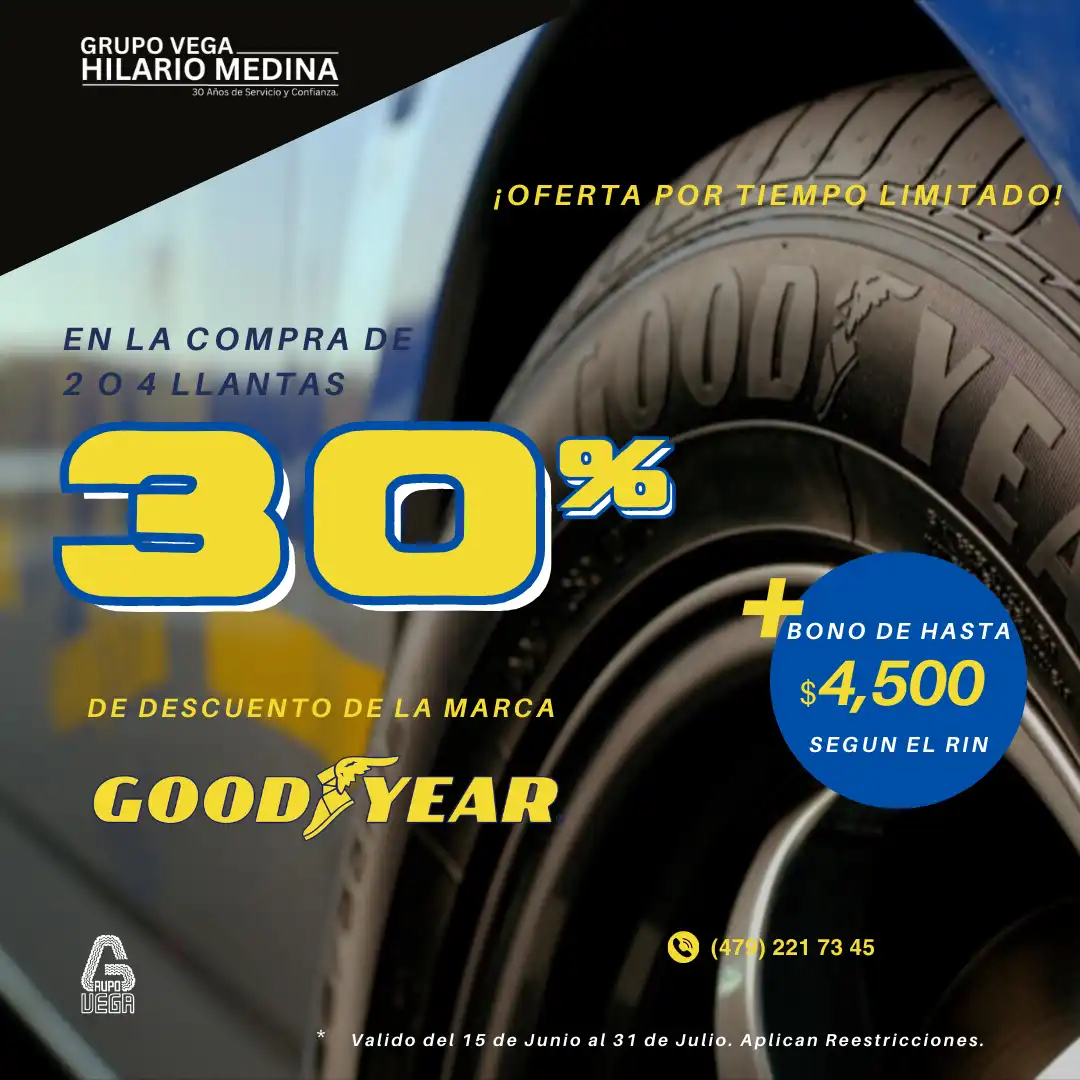 GRUPO VEGA
HILARIO MEDINA
30 Años de Servicio y Confianza.
¡OFERTA POR TIEMPO LIMITADO!
GOODYEA
EN LA COMPRA DE
2 O 4 LLANTAS
30%
+
BONO DE HASTA
$4,500
SEGUN EL RIN
DE DESCUENTO DE LA MARCA
GOODYEAR
(479) 221 73 45
GRUPO
VEGA
* Valido del 15 de Junio al 31 de Julio. Aplican Reestricciones.